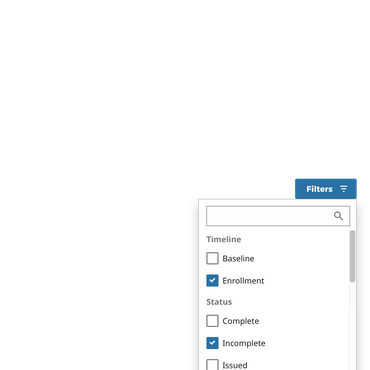 Filters
Timeline
Baseline
Enrollment
Status
Complete
Incomplete
Issued